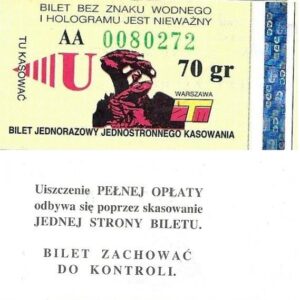 BILET BEZ ZNAKU WODNEGO
I HOLOGRAMU JEST NIEWAŻNY
TU KASOWAĆ
AA 0080272
U
70 gr
WARSZAWA
ZTM
BILET JEDNORAZOWY JEDNOSTRONNEGO KASOWANIA
Uiszczenie PEŁNEJ OPŁATY
odbywa się poprzez skasowanie
JEDNEJ STRONY BILETU.
BILET ZACHOWAĆ
DO KONTROLI.